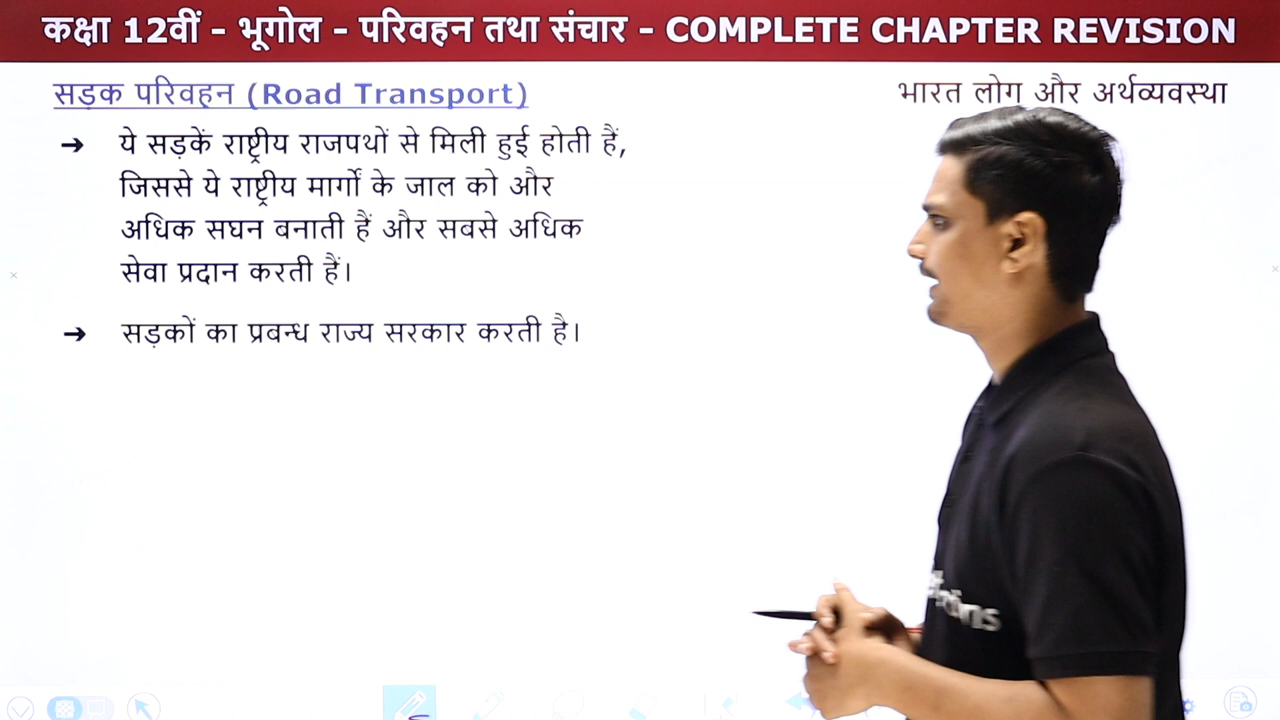 कक्षा 12वीं - भूगोल - परिवहन तथा संचार - COMPLETE CHAPTER REVISION
सड़क परिवहन (Road Transport)
भारत लोग और अर्थव्यवस्था
➔ ये सड़कें राष्ट्रीय राजपथों से मिली हुई होती हैं,
जिससे ये राष्ट्रीय मार्गों के जाल को और
अधिक सघन बनाती हैं और सबसे अधिक
सेवा प्रदान करती हैं।
➔ सड़कों का प्रबन्ध राज्य सरकार करती है।